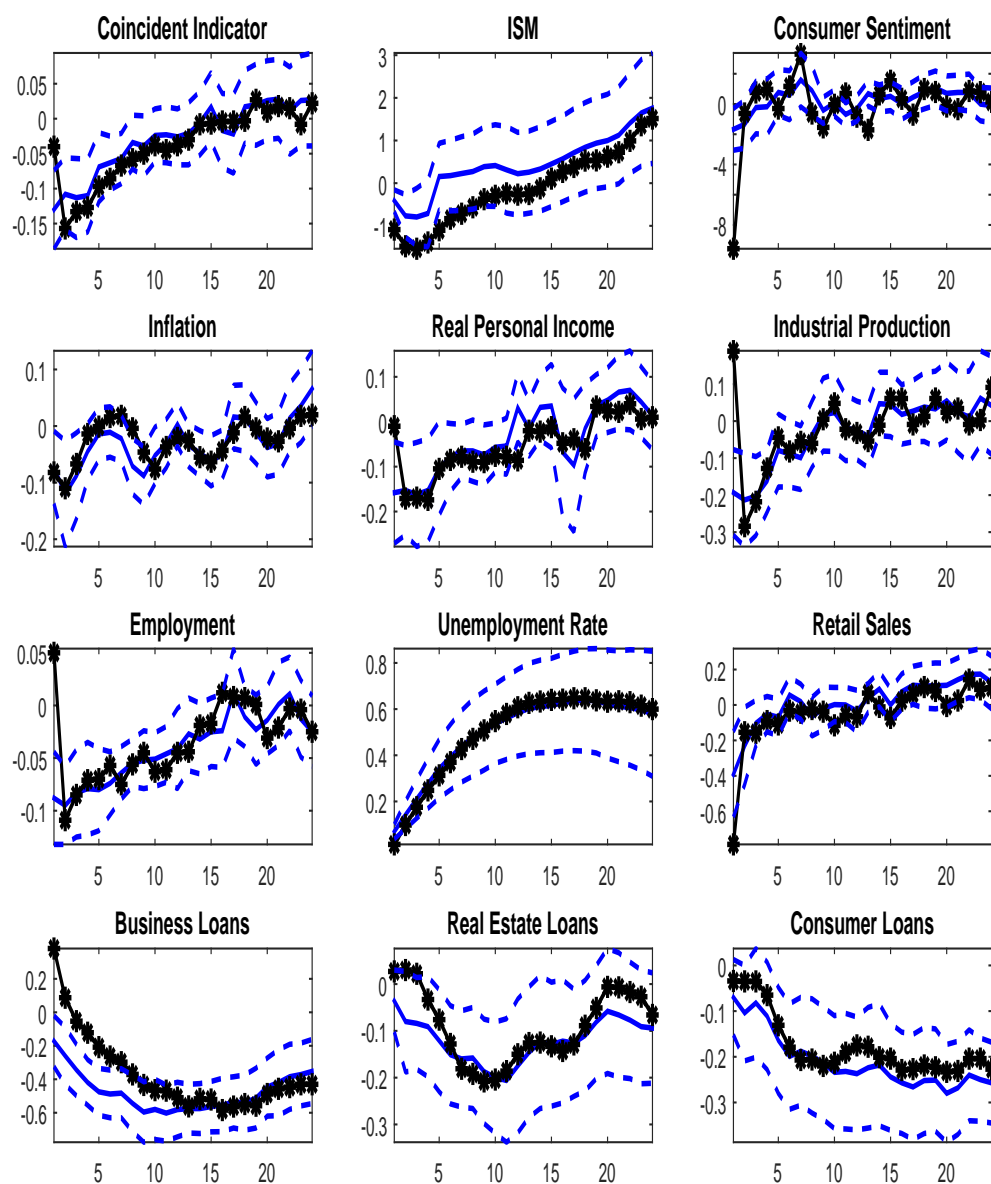 Coincident Indicator
ISM
Consumer Sentiment
0.05
0
-0.05
-0.1
-0.15
5 10 15 20
3
2
1
0
-1
5 10 15 20
0
-4
-8
5 10 15 20
Inflation
Real Personal Income
Industrial Production
0.1
0
-0.1
-0.2
5 10 15 20
0.1
0
-0.1
-0.2
5 10 15 20
0.1
0
-0.1
-0.2
-0.3
5 10 15 20
Employment
Unemployment Rate
Retail Sales
0.05
0
-0.05
-0.1
5 10 15 20
0.8
0.6
0.4
0.2
5 10 15 20
0.2
0
-0.2
-0.4
-0.6
5 10 15 20
Business Loans
Real Estate Loans
Consumer Loans
0.2
0
-0.2
-0.4
-0.6
5 10 15 20
0
-0.1
-0.2
-0.3
5 10 15 20
0
-0.1
-0.2
-0.3
5 10 15 20